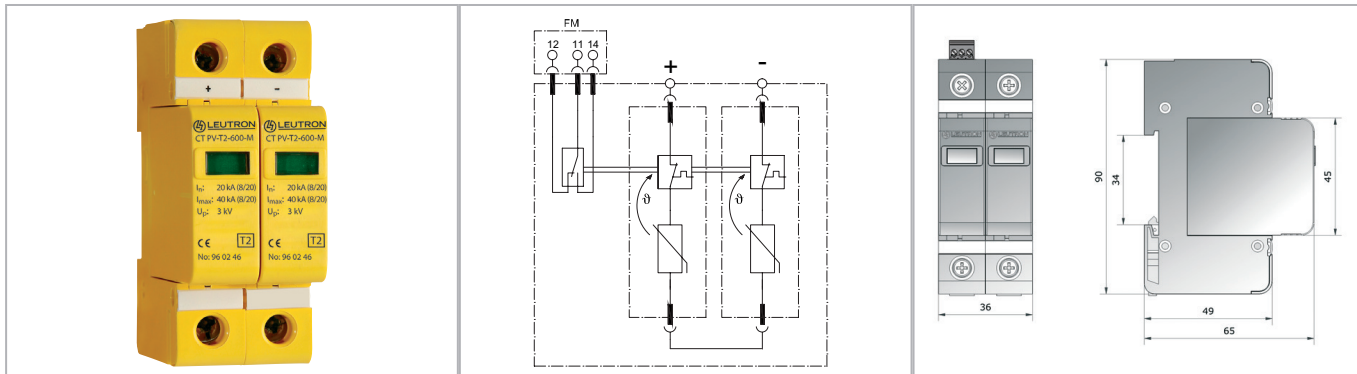 + -
LEUTRON LEUTRON
CT PV-T2-600-M CT PV-T2-600-M
In: 20 kA (8/20) In: 20 kA (8/20)
Imax: 40 kA (8/20) Imax: 40 kA (8/20)
Up: 3 kV Up: 3 kV
CE T2 CE T2
No: 96 02 46 No: 96 02 46
FM
12 11 14
+ -
ϑ ϑ
LEUTRON LEUTRON
36
90
34
45
49
65